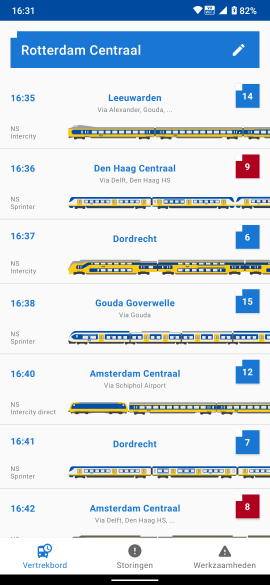 16:31 82%
Rotterdam Centraal
16:35 Leeuwarden 14
Via Alexander, Gouda, ...
NS
Intercity
16:36 Den Haag Centraal 9
Via Delft, Den Haag HS
NS
Sprinter
16:37 Dordrecht 6
NS
Intercity
16:38 Gouda Goverwelle 15
Via Gouda
NS
Sprinter
16:40 Amsterdam Centraal 12
Via Schiphol Airport
NS
Intercity direct
16:41 Dordrecht 7
NS
Sprinter
16:42 Amsterdam Centraal 8
Via Delft, Den Haag HS, ...
Vertrekbord Storingen Werkzaamheden